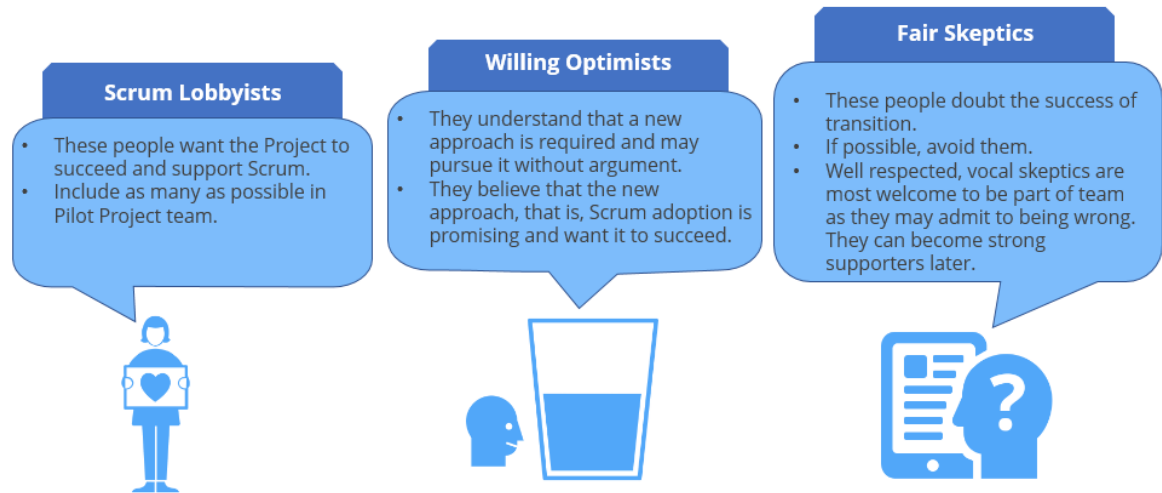 Scrum Lobbyists
• These people want the Project to
succeed and support Scrum.
• Include as many as possible in
Pilot Project team.
Willing Optimists
• They understand that a new
approach is required and may
pursue it without argument.
• They believe that the new
approach, that is, Scrum adoption is
promising and want it to succeed.
Fair Skeptics
• These people doubt the success of
transition.
• If possible, avoid them.
• Well respected, vocal skeptics are
most welcome to be part of team
as they may admit to being wrong.
They can become strong
supporters later.
?